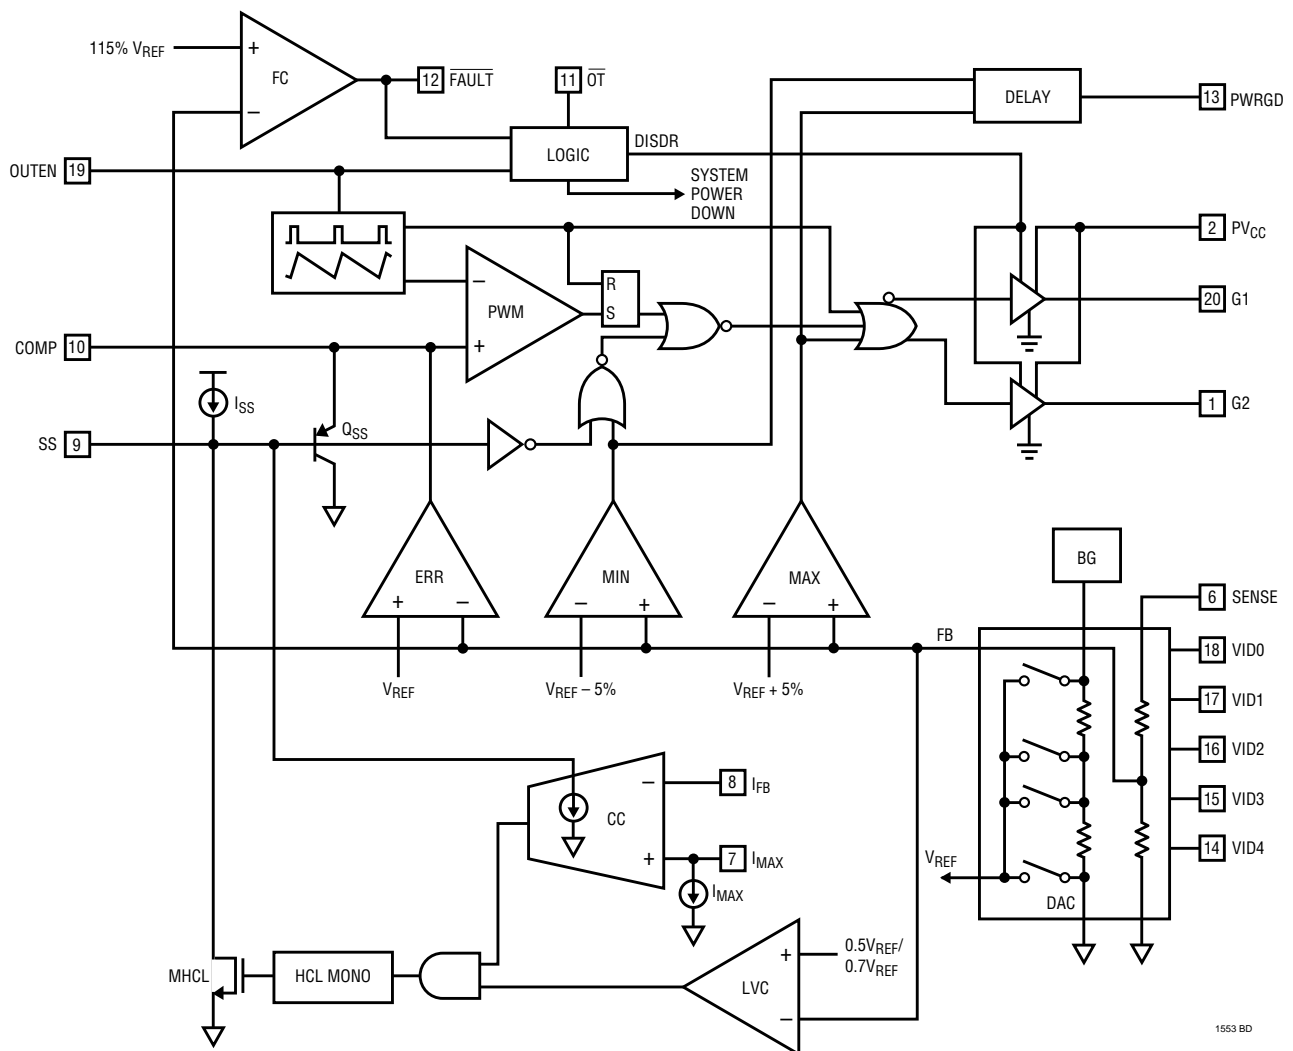 115% VREF
+
FC
–
12 FAULT
11 OT
DELAY
13 PWRGD
LOGIC
DISDR
OUTEN 19
SYSTEM
POWER
DOWN
2 PVCC
–
PWM
+
R
S
20 G1
COMP 10
ISS
SS 9
QSS
1 G2
BG
ERR
+ –
MIN
– +
MAX
– +
6 SENSE
FB
18 VID0
VREF
VREF – 5%
VREF + 5%
17 VID1
16 VID2
–
8 IFB
CC
15 VID3
+
7 IMAX
14 VID4
VREF
IMAX
DAC
+
0.5VREF/
0.7VREF
MHCL
HCL MONO
LVC
–
1553 BD